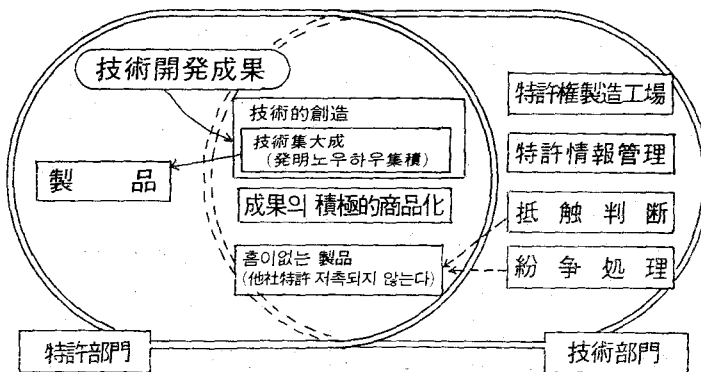 技術開発成果
技術的創造
技術集大成
(発明노우하우集積)
製 品
成果의 積極的商品化
흠이없는 製品
(他社特許 저촉되지 않는다)
特許権製造工場
特許情報管理
抵触判断
紛争処理
特許部門
技術部門